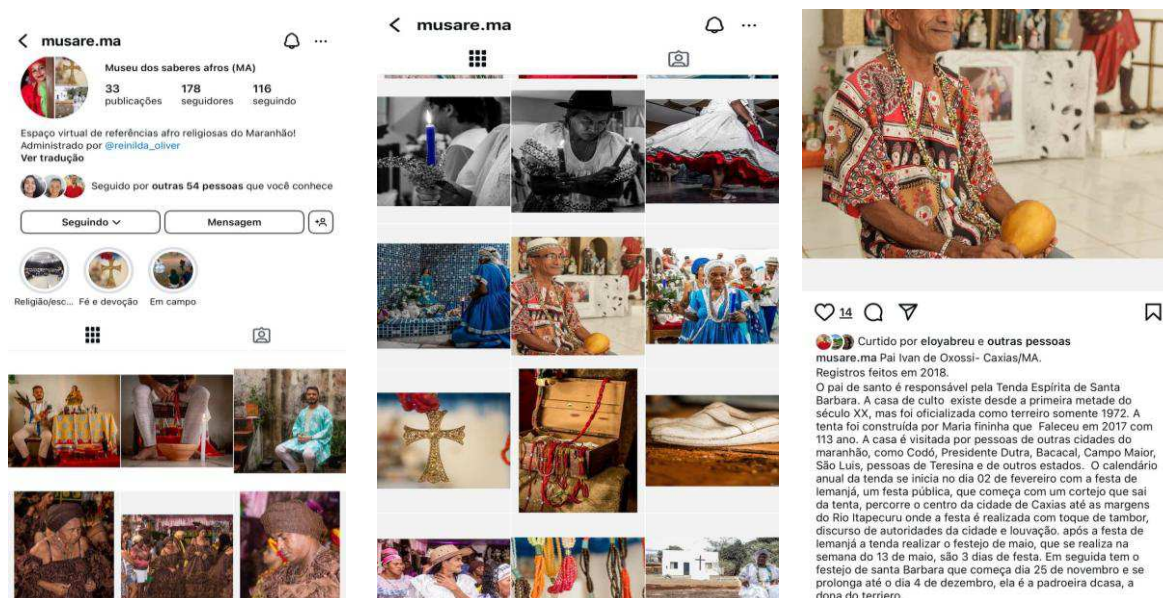 musare.ma
Museu dos saberes afros (MA)
33 178 116
publicações seguidores seguindo
Espaço virtual de referências afro religiosas do Maranhão!
Administrado por @reinilda_oliver
Ver tradução
Seguido por outras 54 pessoas que você conhece
Seguindo Mensagem
Religião/esc... Fé e devoção Em campo
musare.ma
14
Curtido por eloyabreu e outras pessoas
musare.ma Pai Ivan de Oxossi- Caxias/MA.
Registros feitos em 2018.
O pai de santo é responsável pela Tenda Espírita de Santa
Barbara. A casa de culto existe desde a primeira metade do
século XX, mas foi oficializada como terreiro somente 1972. A
tenta foi construída por Maria fininha que Faleceu em 2017 com
113 ano. A casa é visitada por pessoas de outras cidades do
maranhão, como Codó, Presidente Dutra, Bacacal, Campo Maior,
São Luis, pessoas de Teresina e de outros estados. O calendário
anual da tenda se inicia no dia 02 de fevereiro com a festa de
Iemanjá, um festa pública, que começa com um cortejo que sai
da tenta, percorre o centro da cidade de Caxias até as margens
do Rio Itapecuru onde a festa é realizada com toque de tambor,
discurso de autoridades da cidade e louvação. após a festa de
Iemanjá a tenda realizar o festejo de maio, que se realiza na
semana do 13 de maio, são 3 dias de festa. Em seguida tem o
festejo de santa Barbara que começa dia 25 de novembro e se
prolonga até o dia 4 de dezembro, ela é a padroeira dcasa, a
dona do terriero